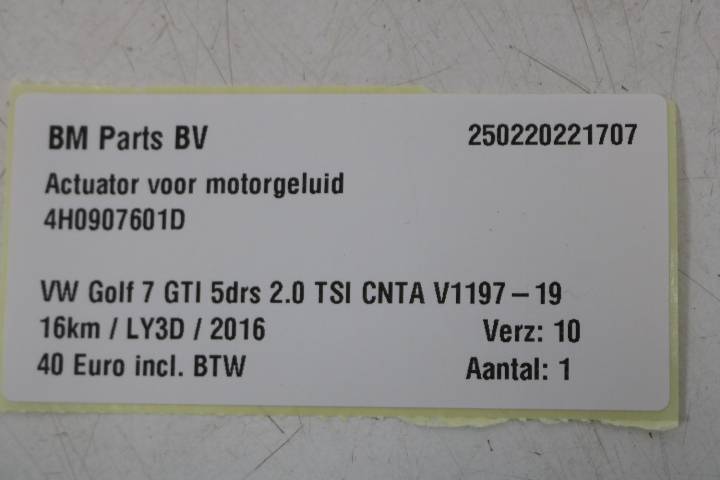 BM Parts BV 250220221707
Actuator voor motorgeluid
4H0907601D
VW Golf 7 GTI 5drs 2.0 TSI CNTA V1197 – 19
16km / LY3D / 2016 Verz: 10
40 Euro incl. BTW Aantal: 1